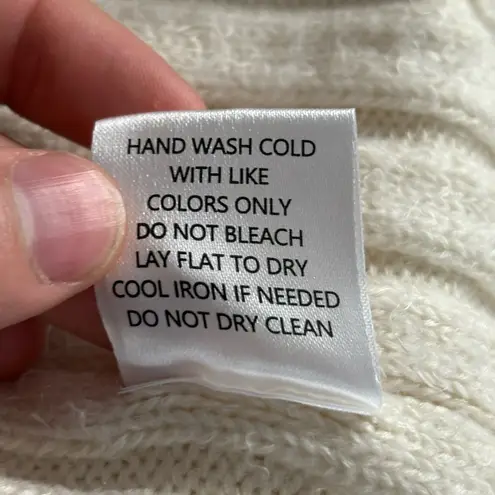 HAND WASH COLD
WITH LIKE
COLORS ONLY
DO NOT BLEACH
LAY FLAT TO DRY
COOL IRON IF NEEDED
DO NOT DRY CLEAN